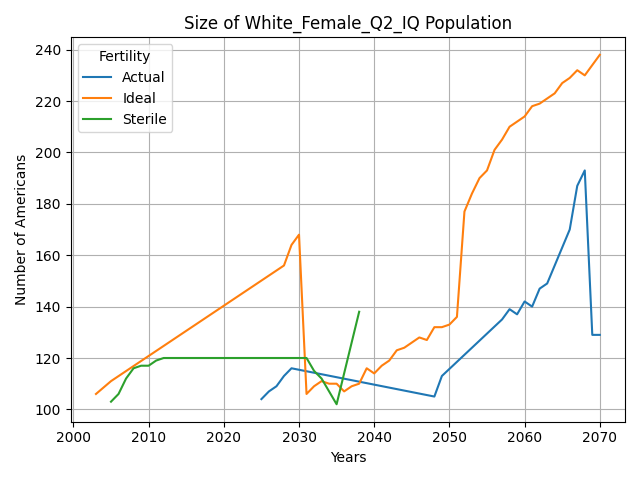 Size of White_Female_Q2_IQ Population
Fertility
Actual
Ideal
Sterile
Number of Americans
240
220
200
180
160
140
120
100
2000 2010 2020 2030 2040 2050 2060 2070
Years